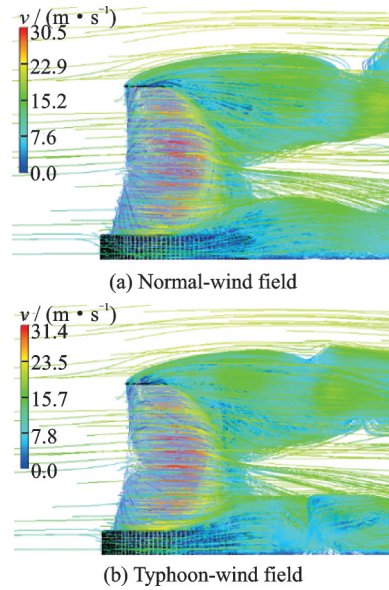 v / (m • s⁻¹)
30.5
22.9
15.2
7.6
0.0
(a) Normal-wind field
v / (m • s⁻¹)
31.4
23.5
15.7
7.8
0.0
(b) Typhoon-wind field